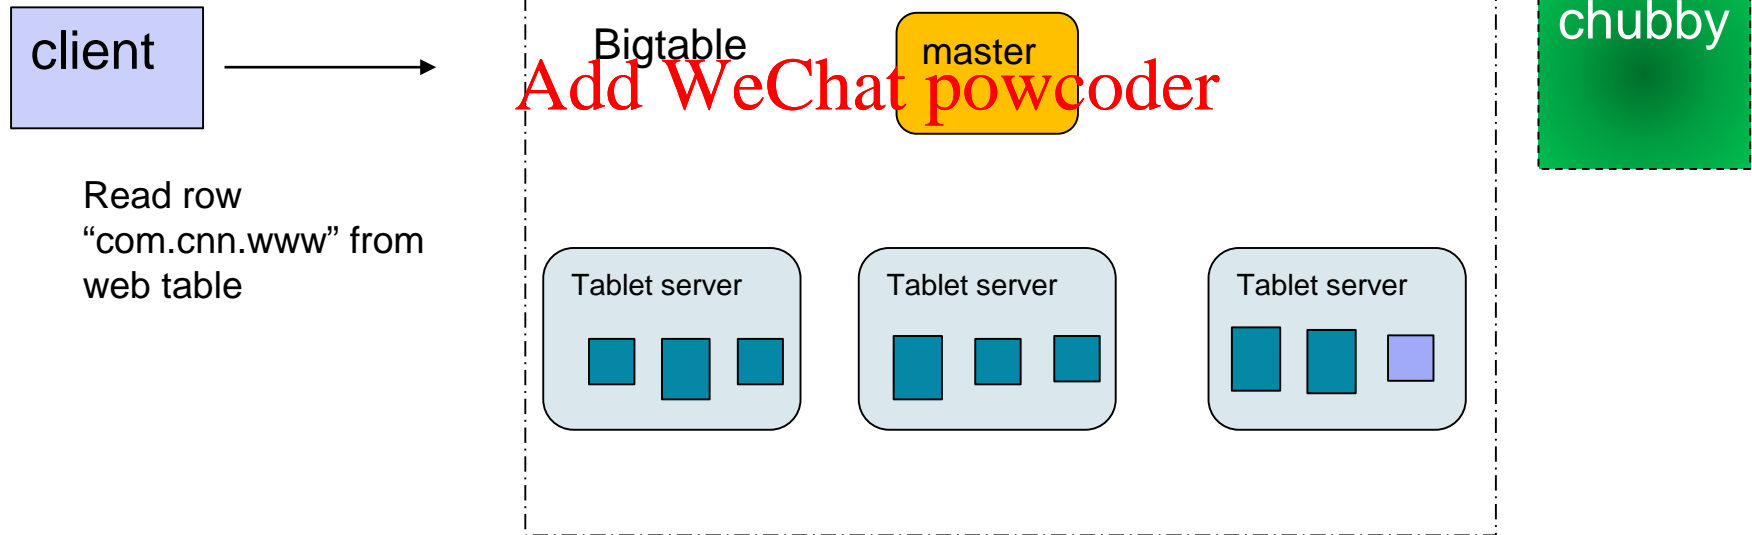 client
Bigtable
master
chubby
Add WeChat powcoder
Read row
“com.cnn.www” from
web table
Tablet server
Tablet server
Tablet server